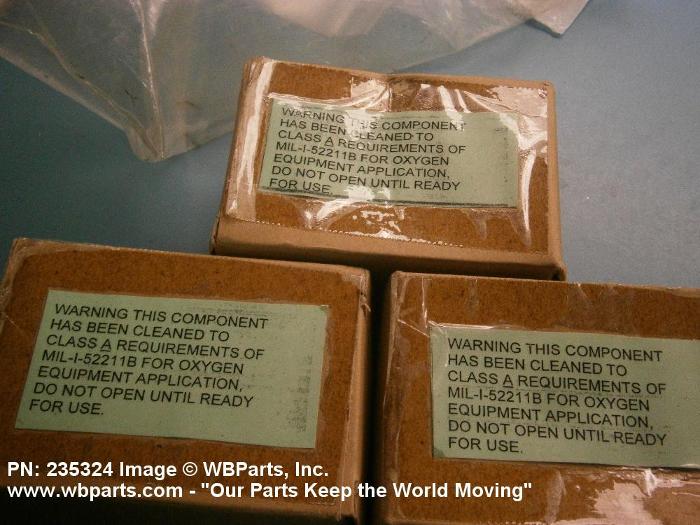 WARNING THIS COMPONENT
HAS BEEN CLEANED TO
CLASS A REQUIREMENTS OF
MIL-I-52211B FOR OXYGEN
EQUIPMENT APPLICATION,
DO NOT OPEN UNTIL READY
FOR USE.
WARNING THIS COMPONENT
HAS BEEN CLEANED TO
CLASS A REQUIREMENTS OF
MIL-I-52211B FOR OXYGEN
EQUIPMENT APPLICATION,
DO NOT OPEN UNTIL READY
FOR USE.
WARNING THIS COMPONENT
HAS BEEN CLEANED TO
CLASS A REQUIREMENTS OF
MIL-I-52211B FOR OXYGEN
EQUIPMENT APPLICATION,
DO NOT OPEN UNTIL READY
FOR USE.
PN: 235324 Image © WBParts, Inc.
www.wbparts.com - "Our Parts Keep the World Moving"